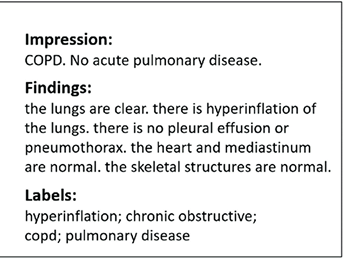 Impression:
COPD. No acute pulmonary disease.
Findings:
the lungs are clear. there is hyperinflation of
the lungs. there is no pleural effusion or
pneumothorax. the heart and mediastinum
are normal. the skeletal structures are normal.
Labels:
hyperinflation; chronic obstructive;
copd; pulmonary disease